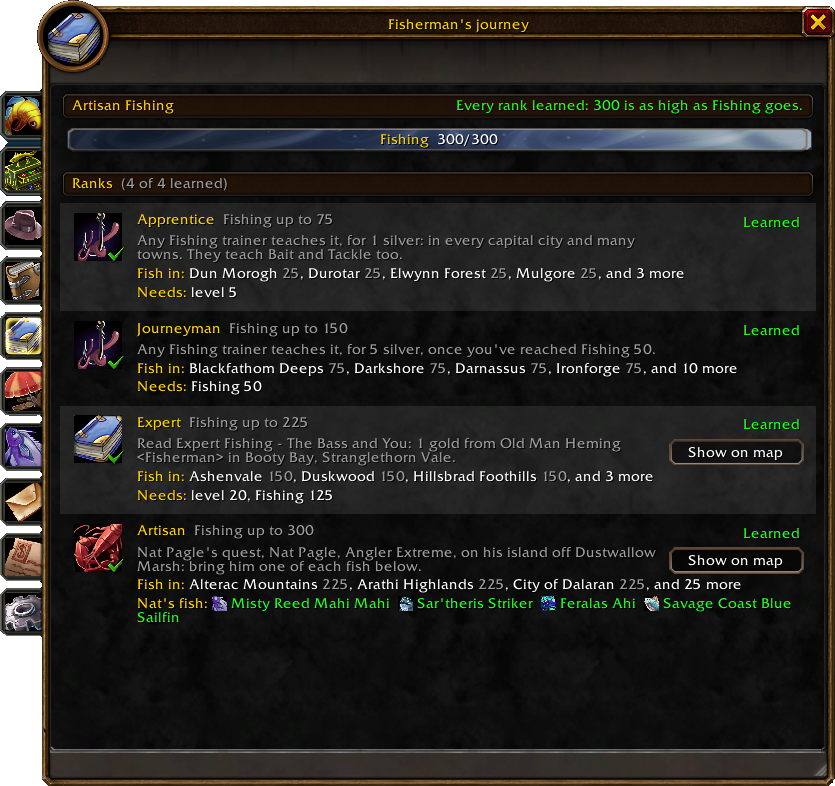 Fisherman's journey
Artisan Fishing
Every rank learned: 300 is as high as Fishing goes.
Fishing 300/300
Ranks (4 of 4 learned)
Apprentice Fishing up to 75
Learned
Any Fishing trainer teaches it, for 1 silver: in every capital city and many
towns. They teach Bait and Tackle too.
Fish in: Dun Morogh 25, Durotar 25, Elwynn Forest 25, Mulgore 25, and 3 more
Needs: level 5
Journeyman Fishing up to 150
Learned
Any Fishing trainer teaches it, for 5 silver, once you've reached Fishing 50.
Fish in: Blackfathom Deeps 75, Darkshore 75, Darnassus 75, Ironforge 75, and 10 more
Needs: Fishing 50
Expert Fishing up to 225
Learned
Read Expert Fishing - The Bass and You: 1 gold from Old Man Heming
<Fisherman> in Booty Bay, Stranglethorn Vale.
Show on map
Fish in: Ashenvale 150, Duskwood 150, Hillsbrad Foothills 150, and 3 more
Needs: level 20, Fishing 125
Artisan Fishing up to 300
Learned
Nat Pagle's quest, Nat Pagle, Angler Extreme, on his island off Dustwallow
Marsh: bring him one of each fish below.
Show on map
Fish in: Alterac Mountains 225, Arathi Highlands 225, City of Dalaran 225, and 25 more
Nat's fish: Misty Reed Mahi Mahi Sar'theris Striker Feralas Ahi Savage Coast Blue
Sailfin